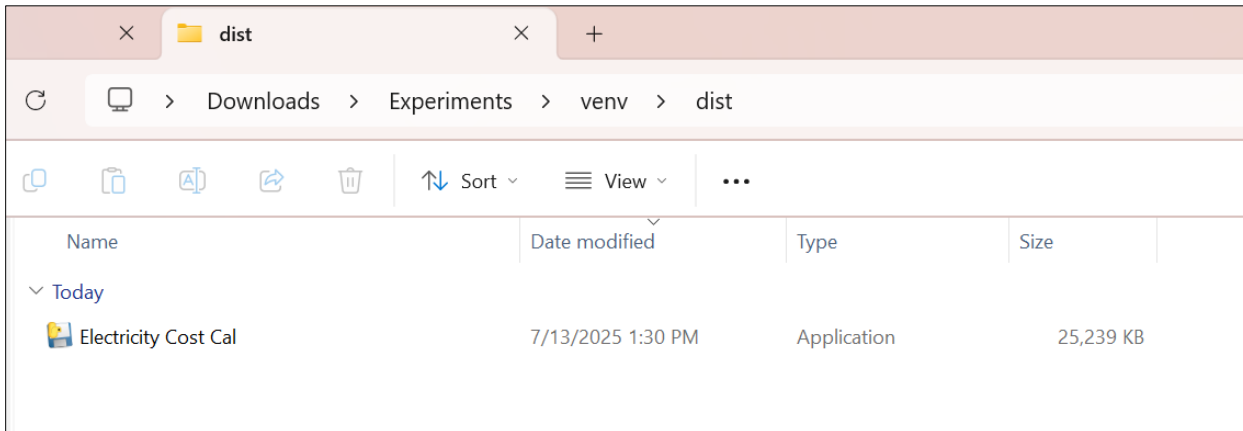 dist
Downloads > Experiments > venv > dist
Sort View
Name Date modified Type Size
Today
Electricity Cost Cal 7/13/2025 1:30 PM Application 25,239 KB